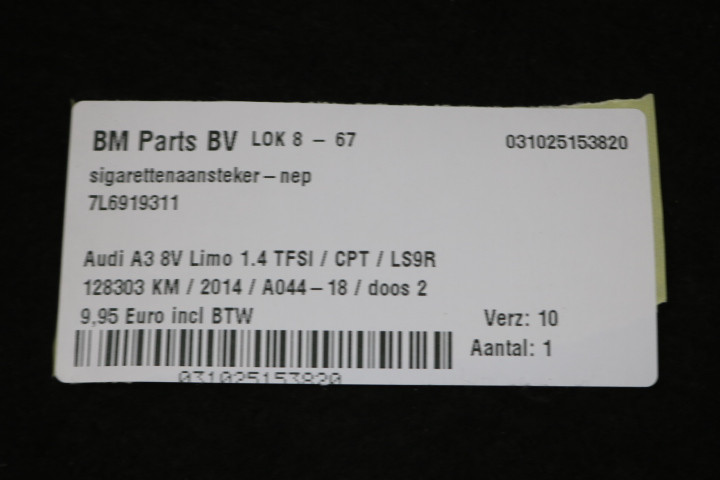 BM Parts BV LOK 8 - 67 031025153820
sigarettenaansteker-nep
7L6919311
Audi A3 8V Limo 1.4 TFSI / CPT / LS9R
128303 KM / 2014 / A044-18 / doos 2
9,95 Euro incl BTW
Verz: 10
Aantal: 1
031025153820